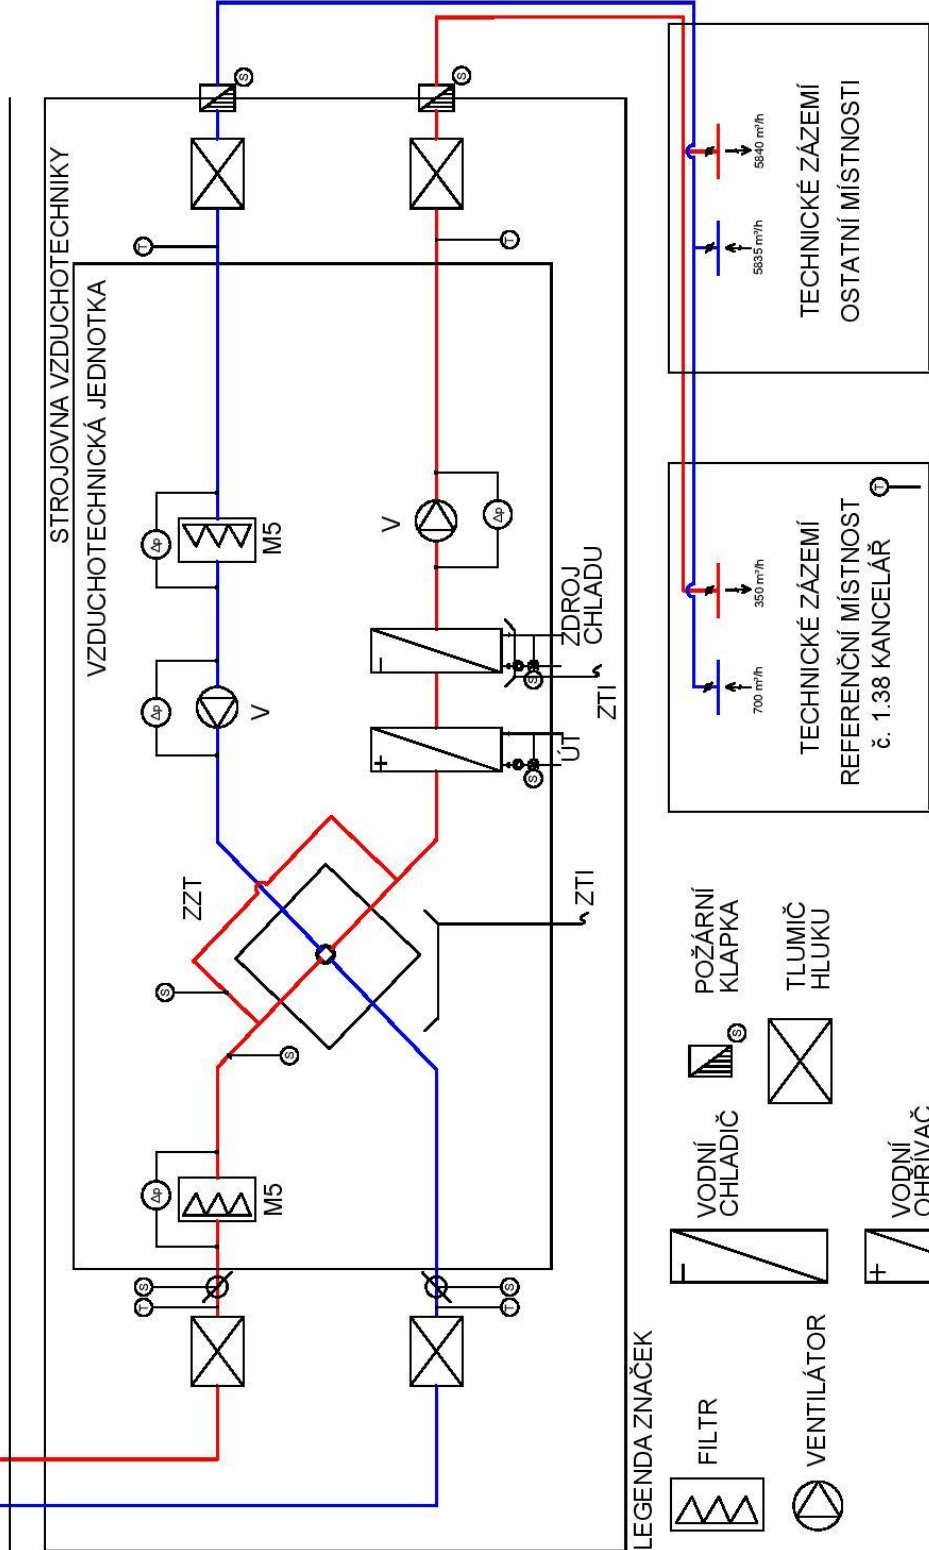 STROJOVNA VZDUCHOTECHNIKY
VZDUCHOTECHNICKÁ JEDNOTKA
S
T
Δp
M5
S
S
ZZT
Δp
V
Δp
M5
T
S
S
T
ZTI
+
S
ÚT
–
S
ZDROJ
CHLADU
ZTI
V
Δp
T
S
TECHNICKÉ ZÁZEMÍ
REFERENČNÍ MÍSTNOST
č. 1.38 KANCELÁŘ
T
700 m³/h
350 m³/h
TECHNICKÉ ZÁZEMÍ
OSTATNÍ MÍSTNOSTI
5835 m³/h
5840 m³/h
LEGENDA ZNAČEK
FILTR
VENTILÁTOR
–
VODNÍ
CHLADIČ
+
VODNÍ
OHŘÍVAČ
S
POŽÁRNÍ
KLAPKA
TLUMIČ
HLUKU